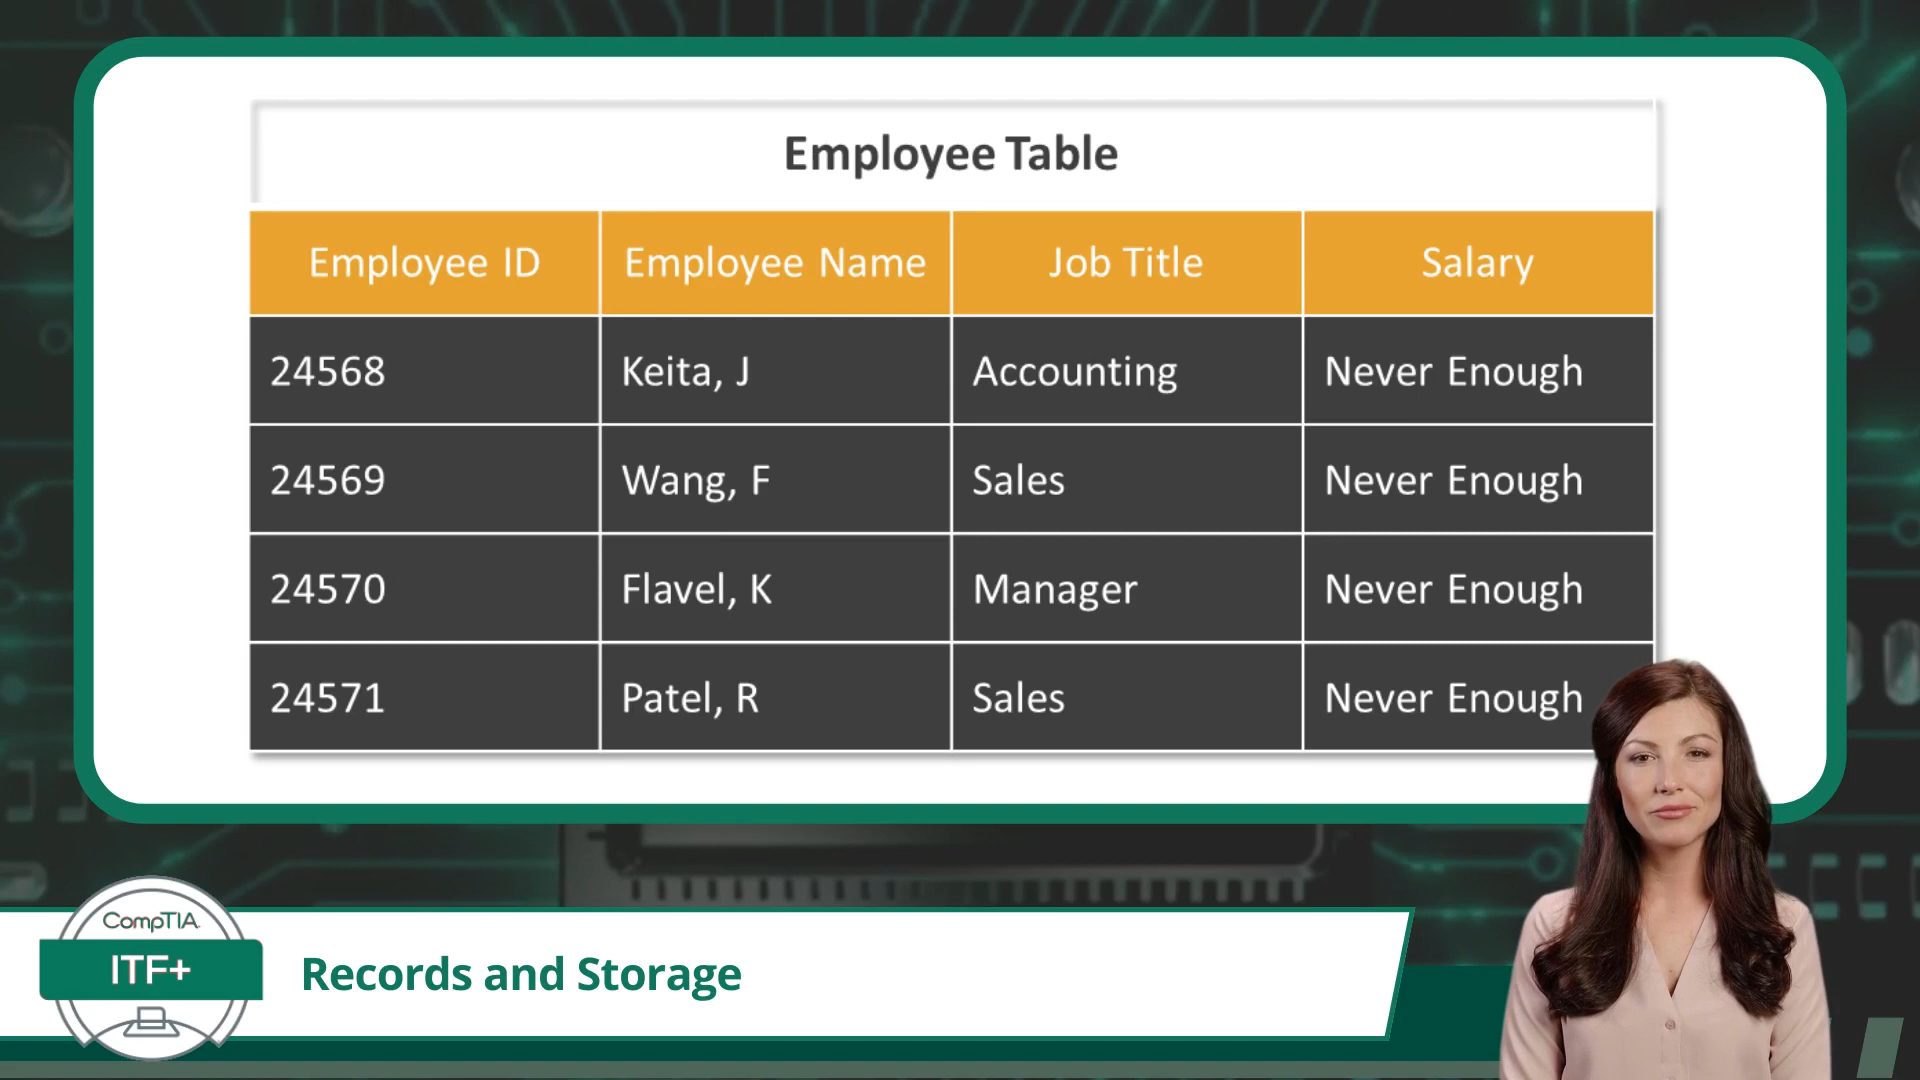 Employee Table
Employee ID Employee Name Job Title Salary
24568 Keita, J Accounting Never Enough
24569 Wang, F Sales Never Enough
24570 Flavel, K Manager Never Enough
24571 Patel, R Sales Never Enough
CompTIA.
ITF+
Records and Storage